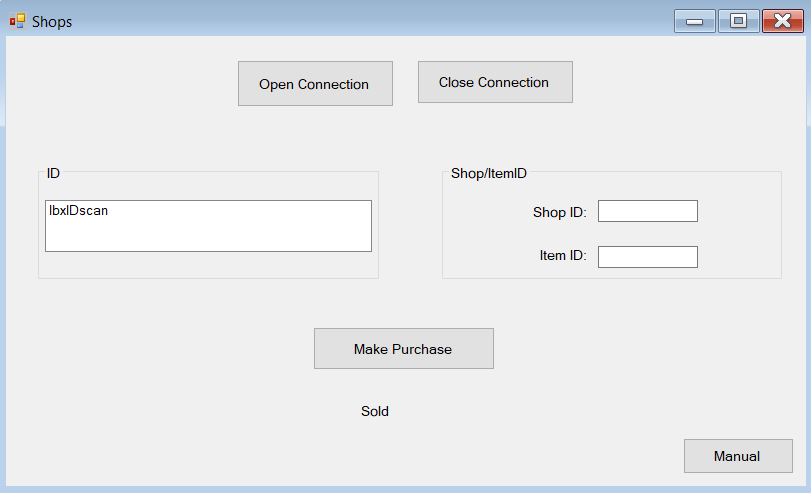 Shops
Open Connection
Close Connection
ID
lbxIDscan
Shop/ItemID
Shop ID:
Item ID:
Make Purchase
Sold
Manual